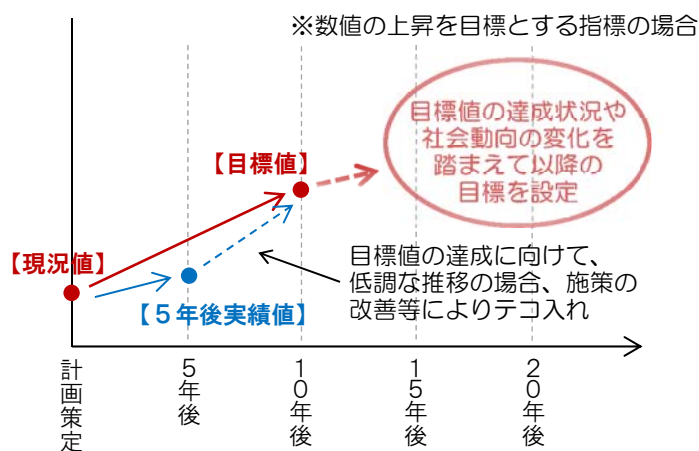 ※数値の上昇を目標とする指標の場合
目標値の達成状況や
社会動向の変化を
踏まえて以降の
目標を設定
【目標値】
【現況値】
目標値の達成に向けて、
低調な推移の場合、施策の
改善等によりテコ入れ
【５年後実績値】
計画策定
５年後
１０年後
１５年後
２０年後